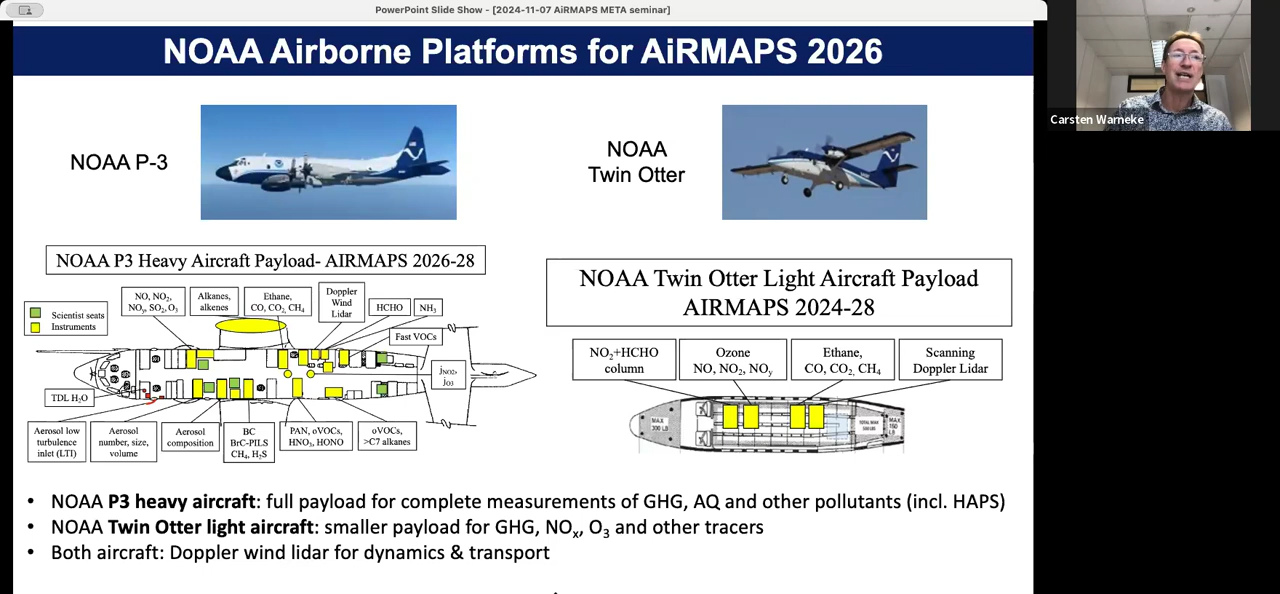 PowerPoint Slide Show - [2024-11-07 AiRMAPS META seminar]
NOAA Airborne Platforms for AiRMAPS 2026
Carsten Warneke
NOAA P-3
NOAA
Twin Otter
NOAA P3 Heavy Aircraft Payload- AIRMAPS 2026-28
Scientist seats
Instruments
NO, NO₂,
NOᵧ, SO₂, O₃
Alkanes,
alkenes
Ethane,
CO, CO₂, CH₄
Doppler
Wind
Lidar
HCHO
NH₃
Fast VOCs
jNO2,
jO3
TDL H₂O
Aerosol low
turbulence
inlet (LTI)
Aerosol
number, size,
volume
Aerosol
composition
BC
BrC-PILS
CH₄, H₂S
PAN, oVOCs,
HNO₃, HONO
oVOCs,
>C7 alkanes
NOAA Twin Otter Light Aircraft Payload
AIRMAPS 2024-28
NO₂+HCHO
column
Ozone
NO, NO₂, NOᵧ
Ethane,
CO, CO₂, CH₄
Scanning
Doppler Lidar
MAX
300 LB
• NOAA P3 heavy aircraft: full payload for complete measurements of GHG, AQ and other pollutants (incl. HAPS)
• NOAA Twin Otter light aircraft: smaller payload for GHG, NOₓ, O₃ and other tracers
• Both aircraft: Doppler wind lidar for dynamics & transport